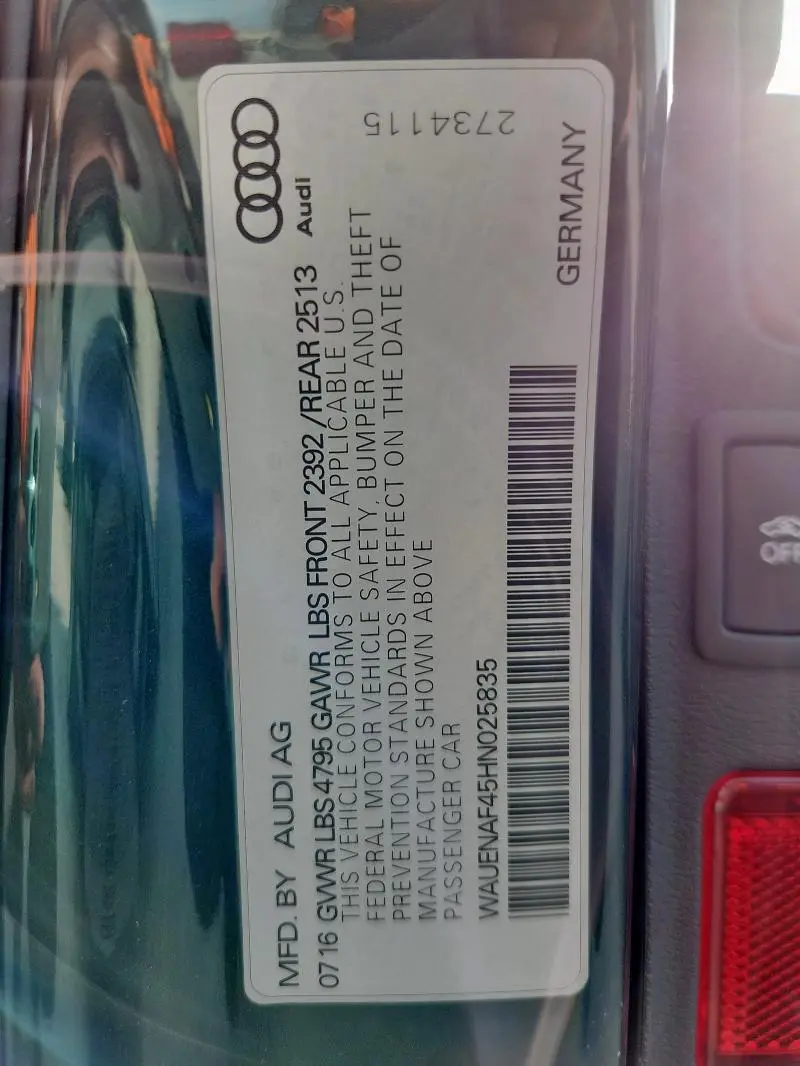 MFD. BY AUDI AG
Audi
0716 GVWR LBS 4795 GAWR LBS FRONT 2392 /REAR 2513
THIS VEHICLE CONFORMS TO ALL APPLICABLE U.S.
FEDERAL MOTOR VEHICLE SAFETY, BUMPER AND THEFT
PREVENTION STANDARDS IN EFFECT ON THE DATE OF
MANUFACTURE SHOWN ABOVE
PASSENGER CAR
2734115
WAUENAF45HN025835
GERMANY
OFF